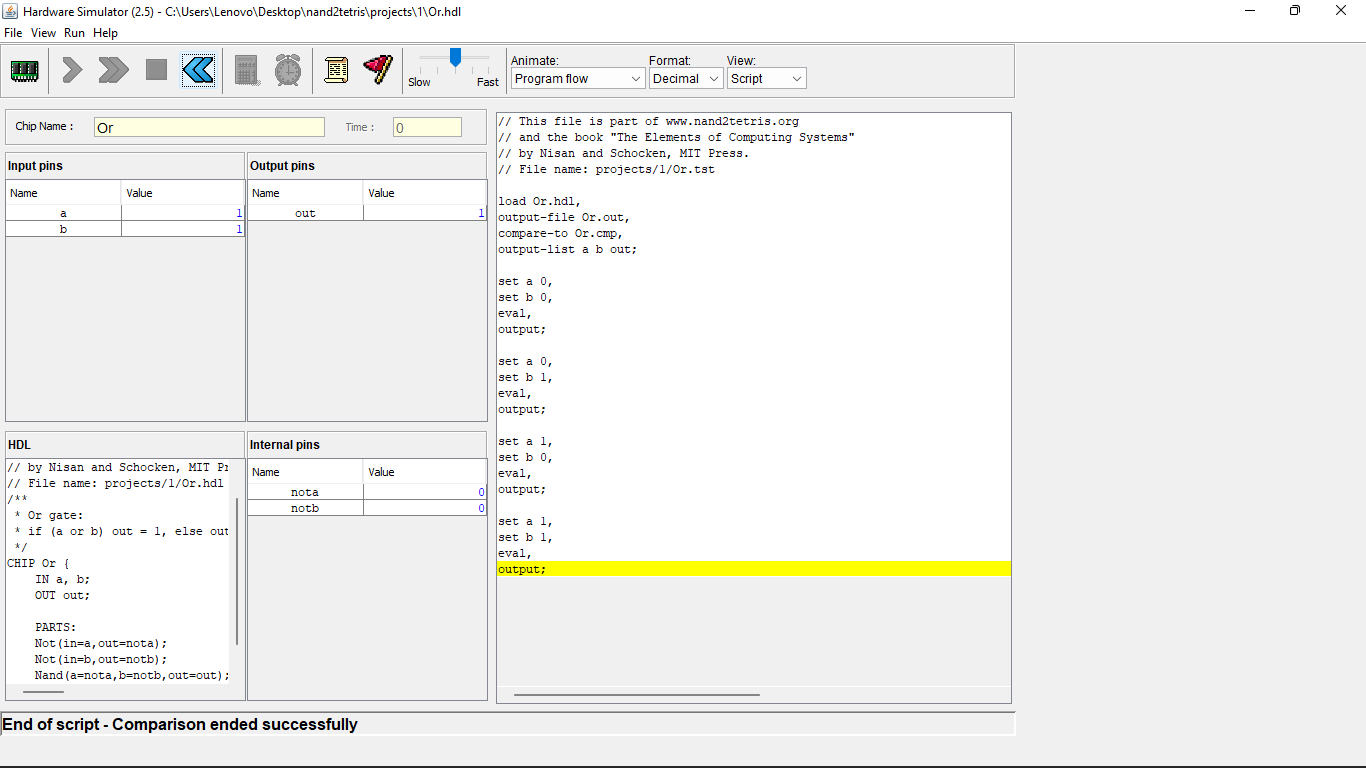 Hardware Simulator (2.5) - C:\Users\Lenovo\Desktop\nand2tetris\projects\1\Or.hdl
File View Run Help
Slow
Fast
Animate:
Program flow
Format:
Decimal
View:
Script
Chip Name :
Or
Time :
0
Input pins
Name Value
a 1
b 1
Output pins
Name Value
out 1
HDL
// by Nisan and Schocken, MIT Pr
// File name: projects/1/Or.hdl
/**
* Or gate:
* if (a or b) out = 1, else out
*/
CHIP Or {
IN a, b;
OUT out;
PARTS:
Not(in=a,out=nota);
Not(in=b,out=notb);
Nand(a=nota,b=notb,out=out);
Internal pins
Name Value
nota 0
notb 0
// This file is part of www.nand2tetris.org
// and the book "The Elements of Computing Systems"
// by Nisan and Schocken, MIT Press.
// File name: projects/1/Or.tst
load Or.hdl,
output-file Or.out,
compare-to Or.cmp,
output-list a b out;
set a 0,
set b 0,
eval,
output;
set a 0,
set b 1,
eval,
output;
set a 1,
set b 0,
eval,
output;
set a 1,
set b 1,
eval,
output;
End of script - Comparison ended successfully